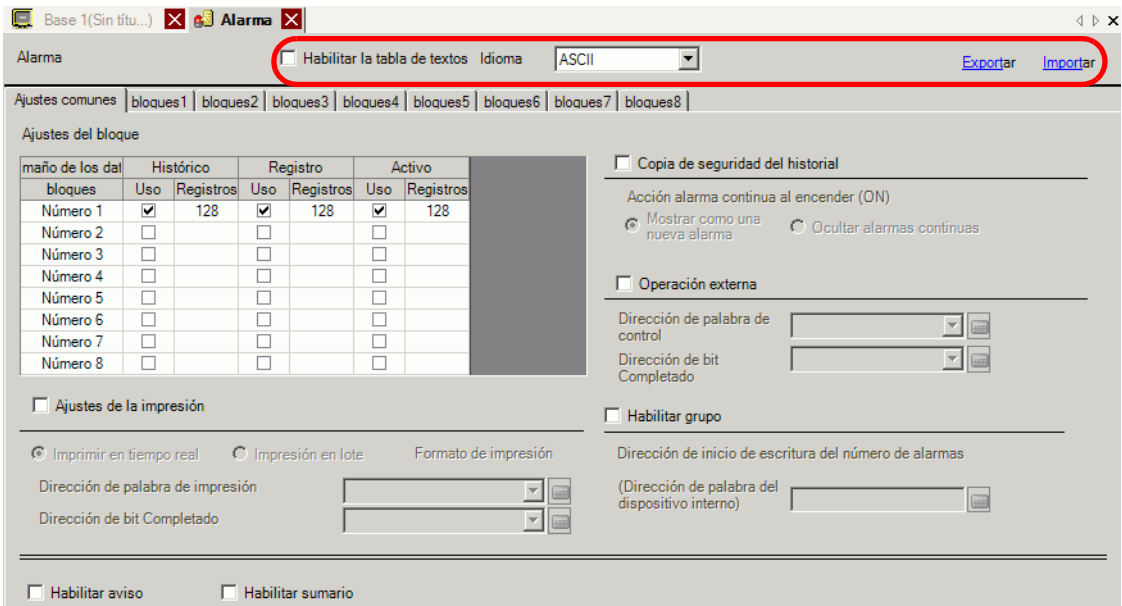 Base 1(Sin títu...) Alarma
Alarma
Habilitar la tabla de textos Idioma ASCII Exportar Importar
Ajustes comunes bloques1 bloques2 bloques3 bloques4 bloques5 bloques6 bloques7 bloques8
Ajustes del bloque
maño de los dat Histórico Registro Activo
bloques Uso Registros Uso Registros Uso Registros
Número 1 128 128 128
Número 2
Número 3
Número 4
Número 5
Número 6
Número 7
Número 8
Copia de seguridad del historial
Acción alarma continua al encender (ON)
Mostrar como una
nueva alarma
Ocultar alarmas continuas
Operación externa
Dirección de palabra de
control
Dirección de bit
Completado
Ajustes de la impresión
Imprimir en tiempo real Impresión en lote Formato de impresión
Dirección de palabra de impresión
Dirección de bit Completado
Habilitar grupo
Dirección de inicio de escritura del número de alarmas
(Dirección de palabra del
dispositivo interno)
Habilitar aviso Habilitar sumario